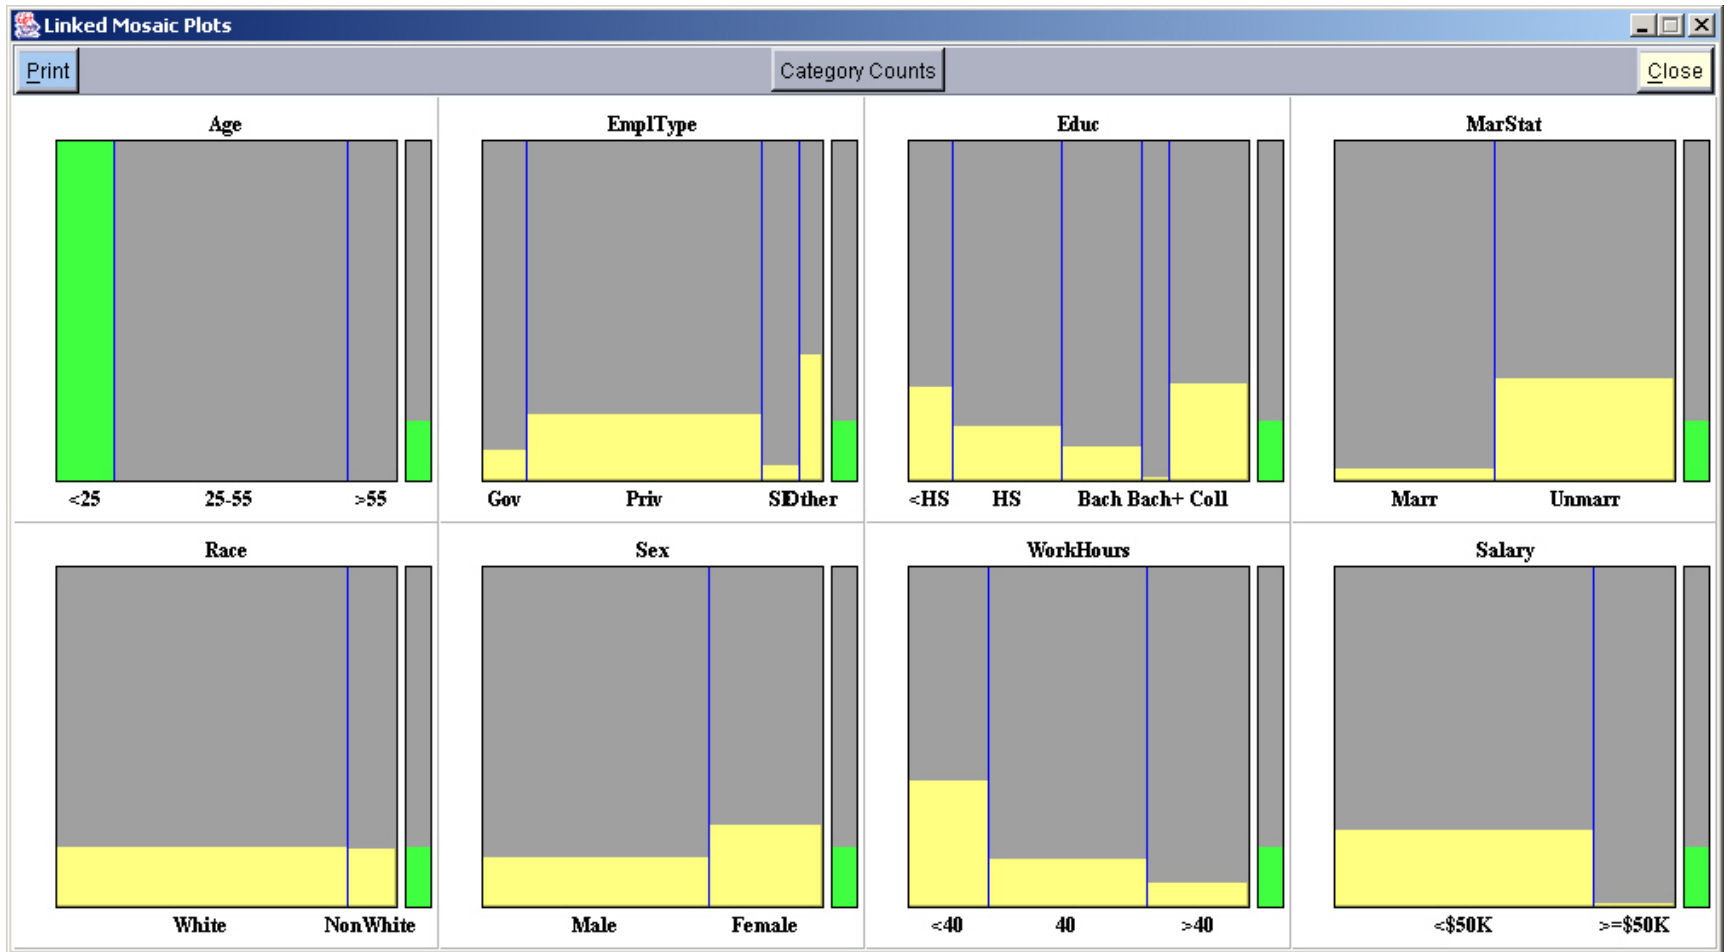 Linked Mosaic Plots
Print Category Counts Close
Age EmplType Educ MarStat
<25 25-55 >55 Gov Priv Other <HS HS Bach Bach+ Coll Marr Unmarr
Race Sex WorkHours Salary
White NonWhite Male Female <40 40 >40 <$50K >=$50K